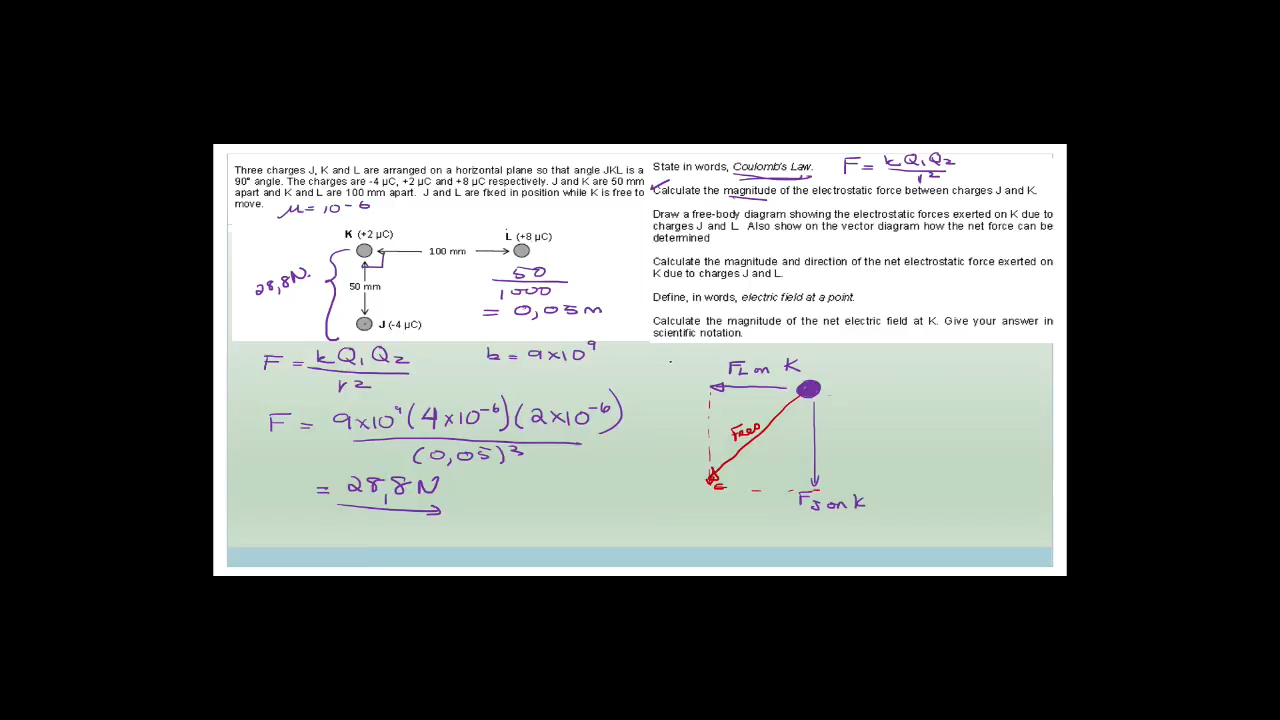 Three charges J, K and L are arranged on a horizontal plane so that angle JKL is a
90° angle. The charges are -4 µC, +2 µC and +8 µC respectively. J and K are 50 mm
apart and K and L are 100 mm apart. J and L are fixed in position while K is free to
move.
µ = 10-6
K (+2 µC)
L (+8 µC)
100 mm
28,8N.
50 mm
50
1000
= 0,05m
J (-4 µC)
F = kQ1Q2
r2
k = 9x10⁹
F = 9x10⁹(4x10⁻⁶)(2x10⁻⁶)
(0,05)²
= 28,8N
State in words, Coulomb's Law.
F = kQ1Q2
r2
Calculate the magnitude of the electrostatic force between charges J and K.
Draw a free-body diagram showing the electrostatic forces exerted on K due to
charges J and L. Also show on the vector diagram how the net force can be
determined
Calculate the magnitude and direction of the net electrostatic force exerted on
K due to charges J and L.
Define, in words, electric field at a point.
Calculate the magnitude of the net electric field at K. Give your answer in
scientific notation.
FL on K
Fres
FJ on K